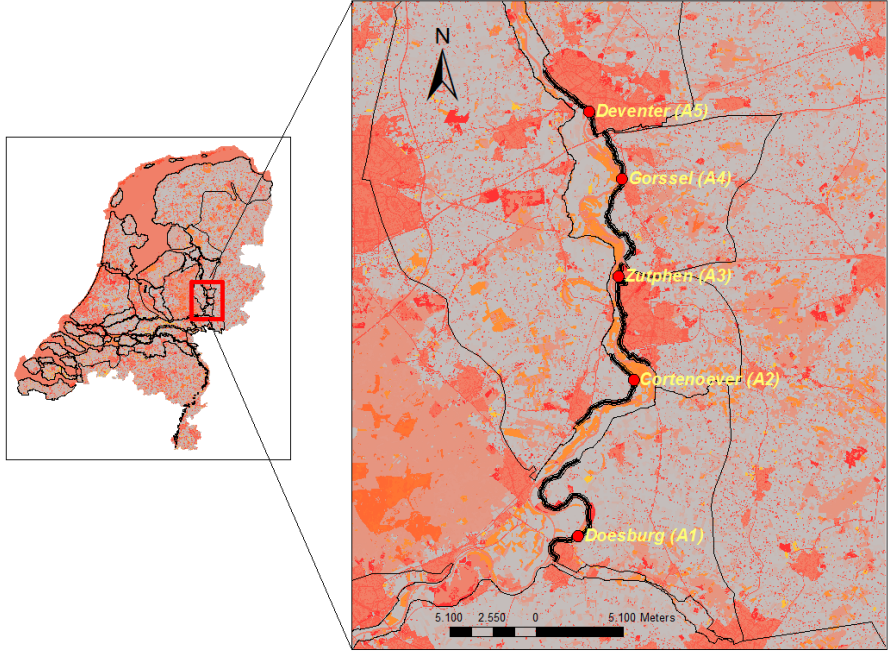 N
Deventer (A5)
Gorssel (A4)
Zutphen (A3)
Cortenoever (A2)
Doesburg (A1)
5.100 2.550 0 5.100 Meters